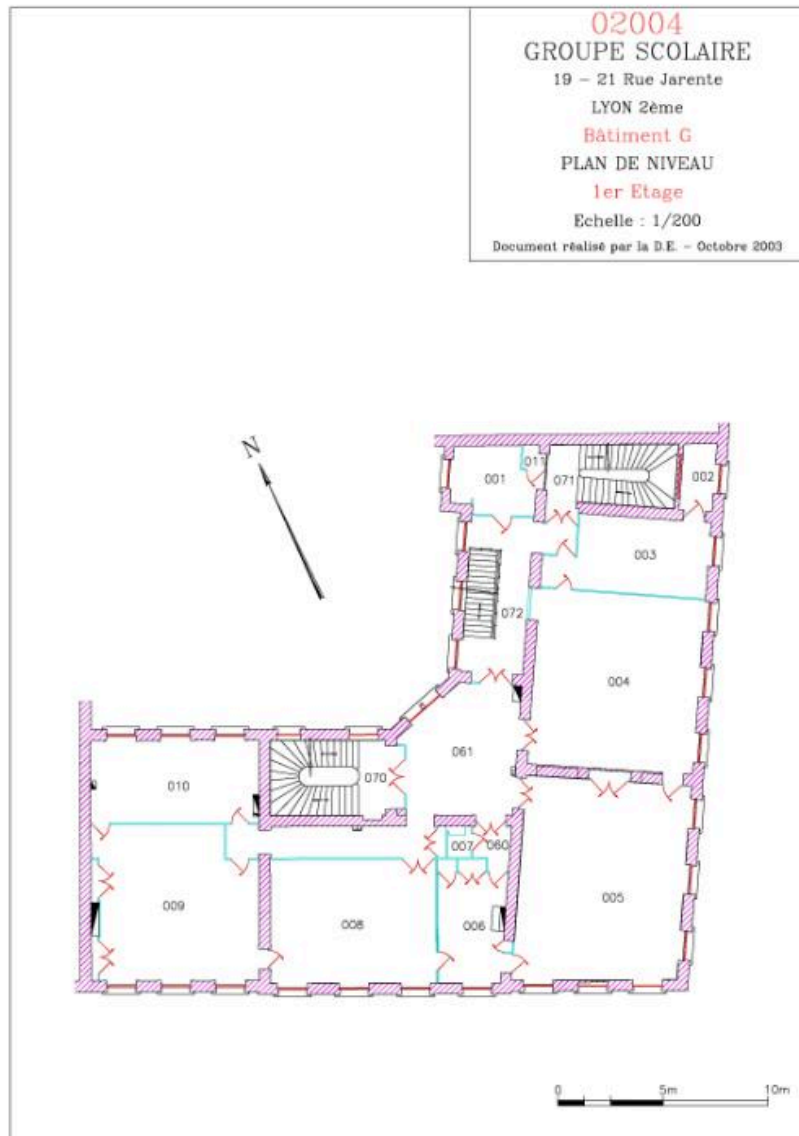 02004
GROUPE SCOLAIRE
19 - 21 Rue Jarente
LYON 2ème
Bâtiment G
PLAN DE NIVEAU
1er Etage
Echelle : 1/200
Document réalisé par la D.E. - Octobre 2003
N
011
001
071
002
003
072
004
061
070
010
007
060
009
008
006
005
0
5m
10m